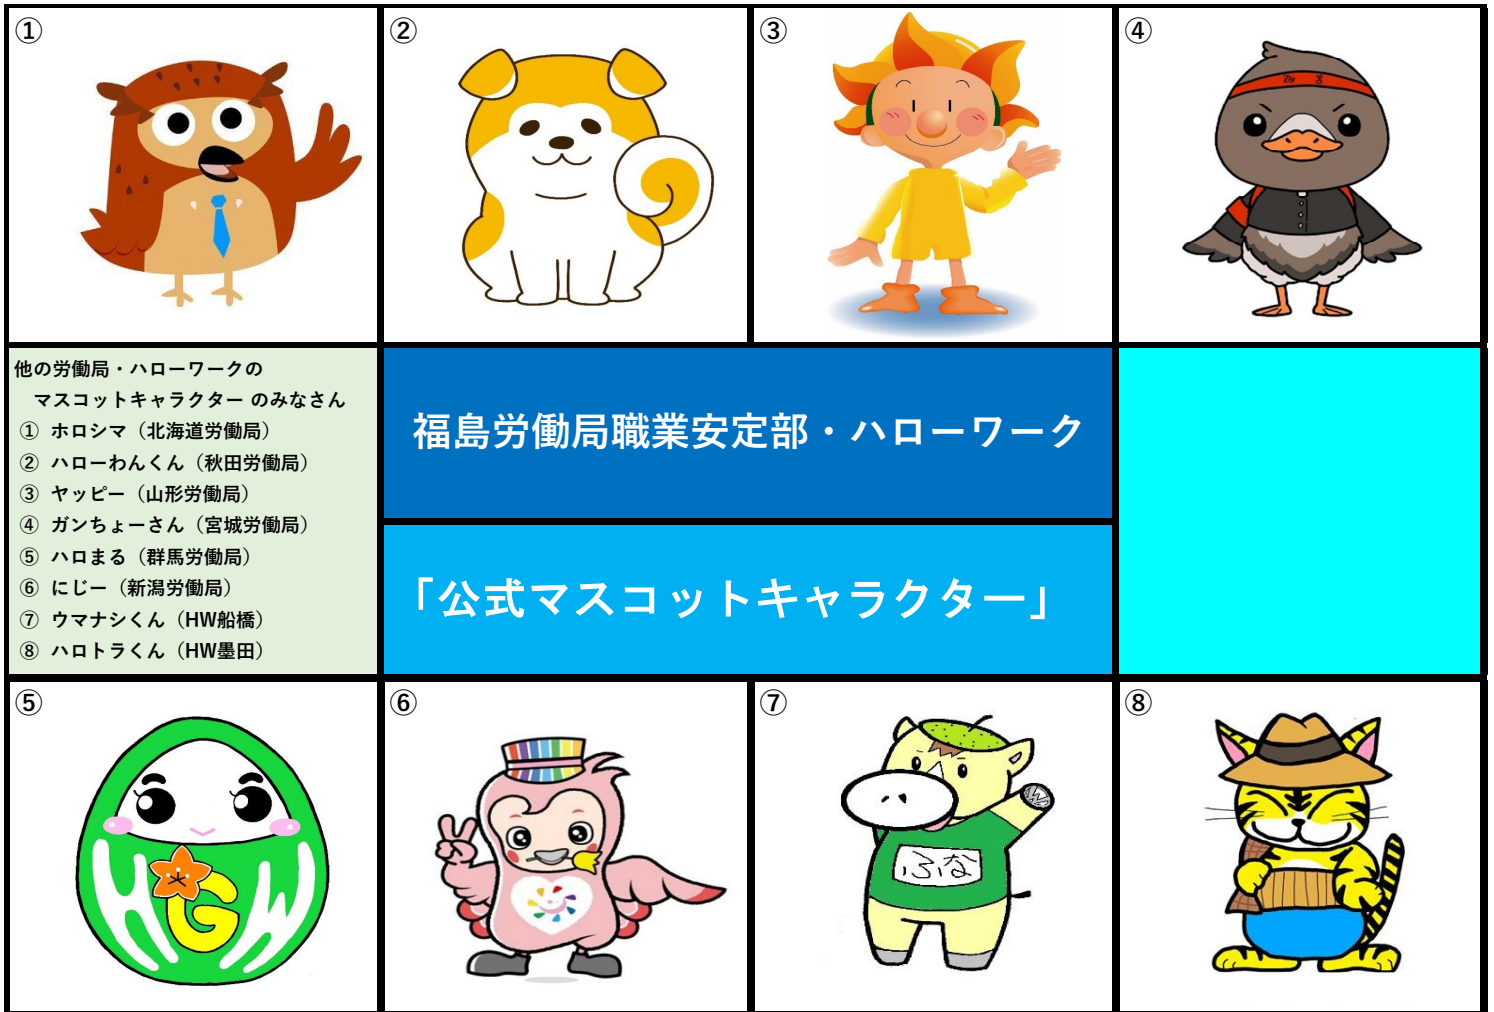 ①
②
③
④
他の労働局・ハローワークの
マスコットキャラクター のみなさん
① ホロシマ（北海道労働局）
② ハローわんくん（秋田労働局）
③ ヤッピー（山形労働局）
④ ガンちょーさん（宮城労働局）
⑤ ハロまる（群馬労働局）
⑥ にじー（新潟労働局）
⑦ ウマナシくん（HW船橋）
⑧ ハロトラくん（HW墨田）
福島労働局職業安定部・ハローワーク
「公式マスコットキャラクター」
⑤
HGW
⑥
⑦
W
ふな
⑧